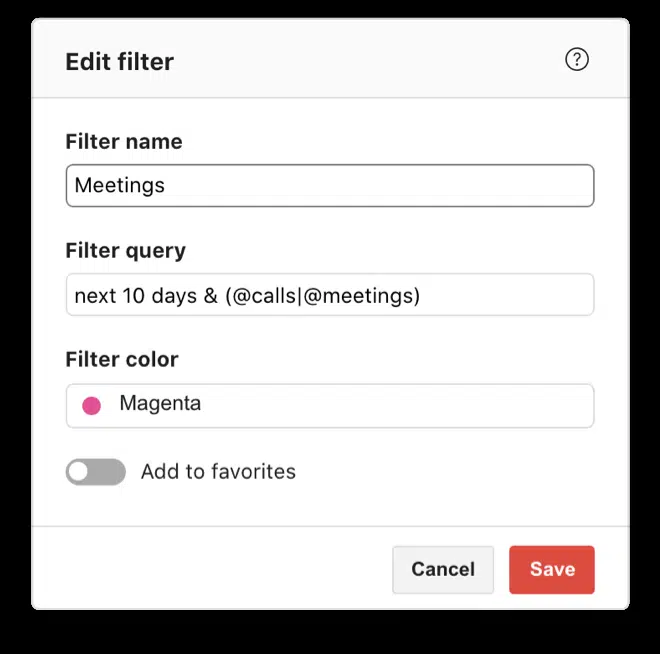 Edit filter
?
Filter name
Meetings
Filter query
next 10 days & (@calls|@meetings)
Filter color
Magenta
Add to favorites
Cancel Save